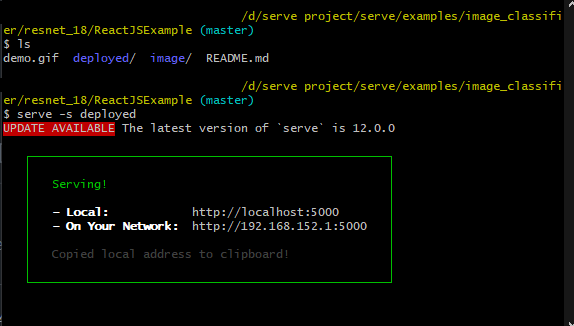 /d/serve project/serve/examples/image_classifi
er/resnet_18/ReactJSExample (master)
$ ls
demo.gif  deployed/  image/  README.md
/d/serve project/serve/examples/image_classifi
er/resnet_18/ReactJSExample (master)
$ serve -s deployed
UPDATE AVAILABLE The latest version of `serve` is 12.0.0
Serving!
- Local:            http://localhost:5000
- On Your Network:  http://192.168.152.1:5000
Copied local address to clipboard!